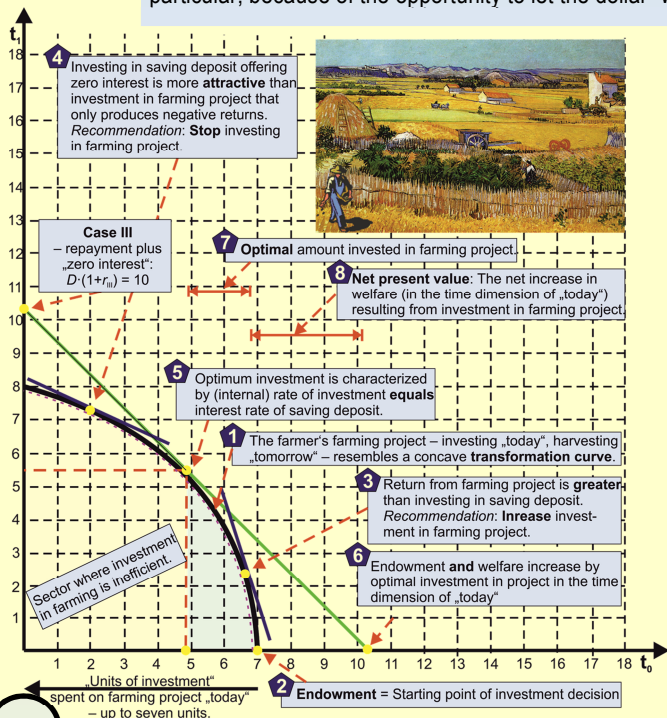 particular, because of the opportunity to let the dollar
t1
18
17
16
15
14
13
12
11
10
9
8
7
6
5
4
3
2
1
4
Investing in saving deposit offering
zero interest is more attractive than
investment in farming project that
only produces negative returns.
Recommendation: Stop investing
in farming project.
Case III
– repayment plus
„zero interest“:
D·(1+rIII) = 10
7
Optimal amount invested in farming project.
8
Net present value: The net increase in
welfare (in the time dimension of „today“)
resulting from investment in farming project.
5
Optimum investment is characterized
by (internal) rate of investment equals
interest rate of saving deposit.
1
The farmer's farming project – investing „today“, harvesting
„tomorrow“ – resembles a concave transformation curve.
3
Return from farming project is greater
than investing in saving deposit.
Recommendation: Inrease invest-
ment in farming project.
6
Endowment and welfare increase by
optimal investment in project in the time
dimension of „today“
Sector where investment
in farming is inefficient.
1 2 3 4 5 6 7 8 9 10 11 12 13 14 15 16 17 18 t0
„Units of investment“
spent on farming project „today“
– up to seven units.
2
Endowment = Starting point of investment decision